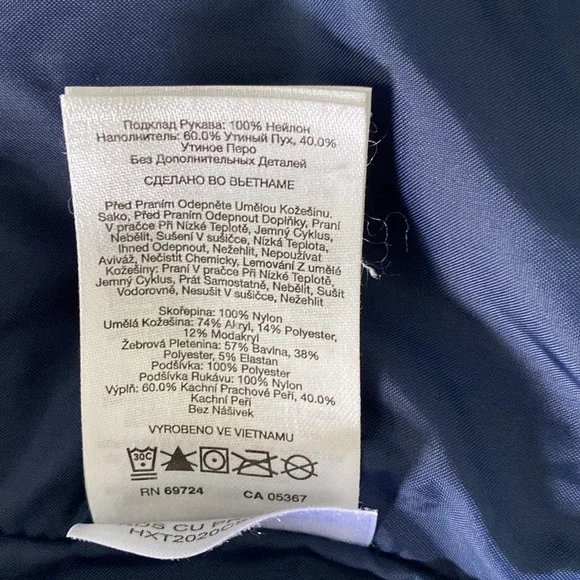 Подклад Рукава: 100% Нейлон
Наполнитель: 60.0% Утиный Пух, 40.0%
Утиное Перо
Без Дополнительных Деталей
СДЕЛАНО ВО ВЬЕТНАМЕ
Před Praním Odepněte Umělou Kožešinu.
Sako, Před Praním Odepnout Doplňky, Praní
V pračce Při Nízké Teplotě, Jemný Cyklus,
Nebělit, Sušení V sušičce, Nízká Teplota,
Ihned Odepnout, Nežehlit, Nepoužívat
Aviváž, Nečistit Chemicky, Lemování Z umělé
Kožešiny: Praní V pračce Při Nízké Teplotě,
Jemný Cyklus, Prát Samostatně, Nebělit, Sušit
Vodorovně, Nesušit V sušičce, Nežehlit
Skořepina: 100% Nylon
Umělá Kožešina: 74% Akryl, 14% Polyester,
12% Modakryl
Žebrová Pletenina: 57% Bavlna, 38%
Polyester, 5% Elastan
Podšívka: 100% Polyester
Podšívka Rukávu: 100% Nylon
Výplň: 60.0% Kachní Prachové Peří, 40.0%
Kachní Peří
Bez Nášivek
VYROBENO VE VIETNAMU
30C
RN 69724 CA 05367
CU